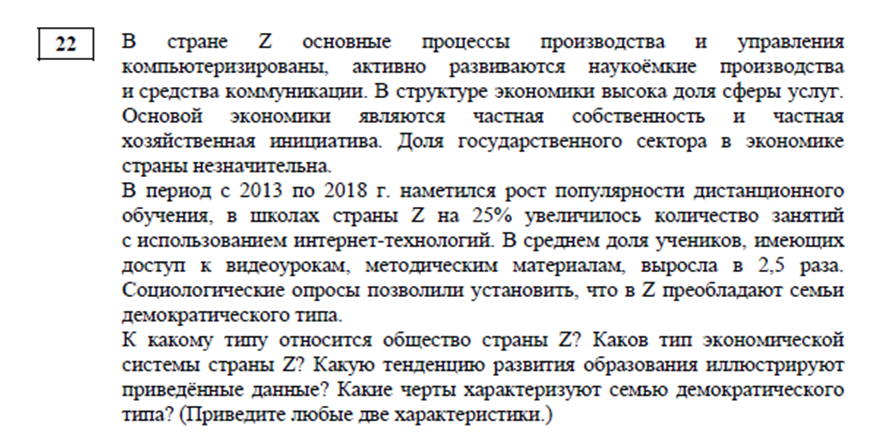 22
В стране Z основные процессы производства и управления
компьютеризированы, активно развиваются наукоёмкие производства
и средства коммуникации. В структуре экономики высока доля сферы услуг.
Основой экономики являются частная собственность и частная
хозяйственная инициатива. Доля государственного сектора в экономике
страны незначительна.
В период с 2013 по 2018 г. наметился рост популярности дистанционного
обучения, в школах страны Z на 25% увеличилось количество занятий
с использованием интернет-технологий. В среднем доля учеников, имеющих
доступ к видеоурокам, методическим материалам, выросла в 2,5 раза.
Социологические опросы позволили установить, что в Z преобладают семьи
демократического типа.
К какому типу относится общество страны Z? Каков тип экономической
системы страны Z? Какую тенденцию развития образования иллюстрируют
приведённые данные? Какие черты характеризуют семью демократического
типа? (Приведите любые две характеристики.)